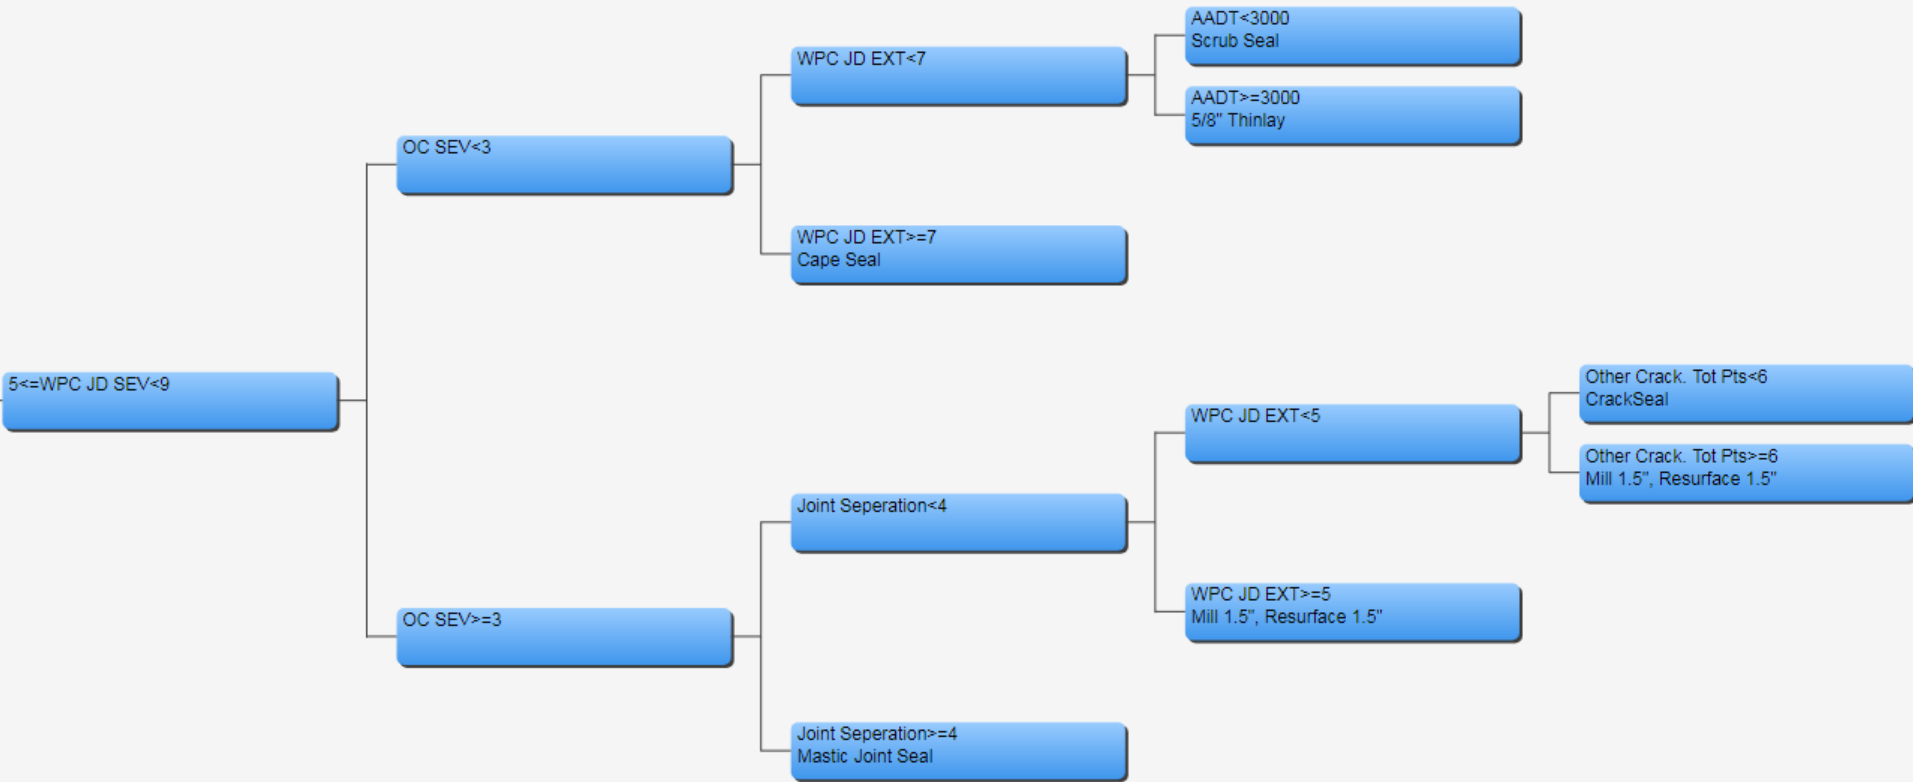 AADT<3000
Scrub Seal
WPC JD EXT<7
AADT>=3000
5/8" Thinlay
OC SEV<3
WPC JD EXT>=7
Cape Seal
5<=WPC JD SEV<9
Other Crack. Tot Pts<6
CrackSeal
WPC JD EXT<5
Other Crack. Tot Pts>=6
Mill 1.5", Resurface 1.5"
Joint Seperation<4
WPC JD EXT>=5
Mill 1.5", Resurface 1.5"
OC SEV>=3
Joint Seperation>=4
Mastic Joint Seal